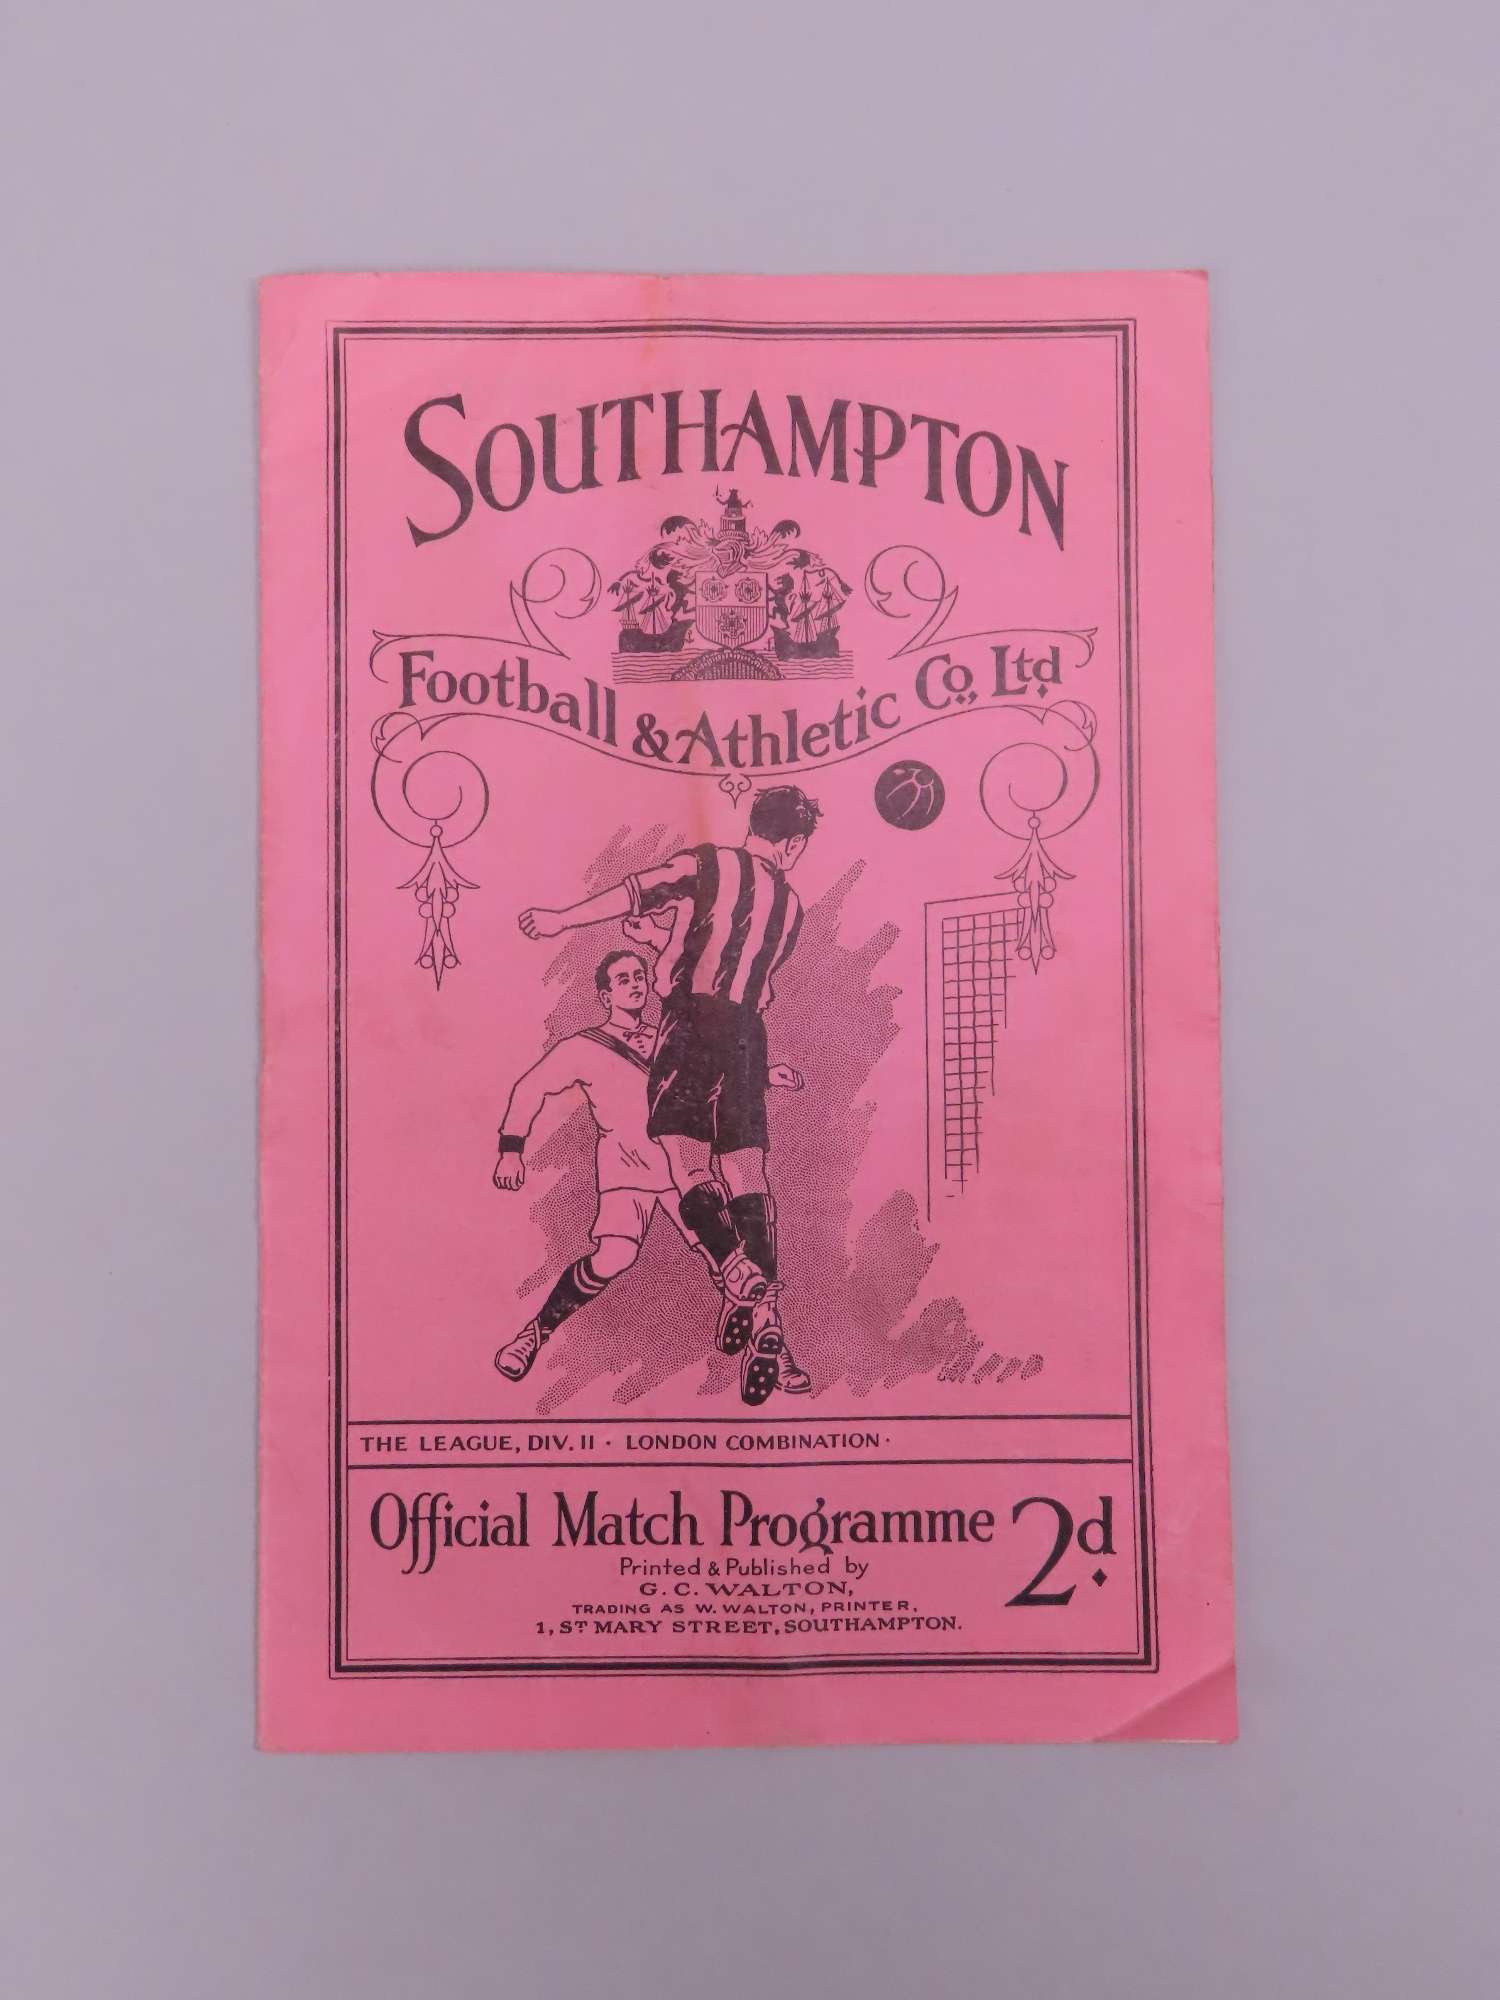 SOUTHAMPTON
Football & Athletic Co., Ltd.
THE LEAGUE, DIV. II · LONDON COMBINATION ·
Official Match Programme 2d.
Printed & Published by
G. C. WALTON,
TRADING AS W. WALTON, PRINTER,
1, ST MARY STREET, SOUTHAMPTON.